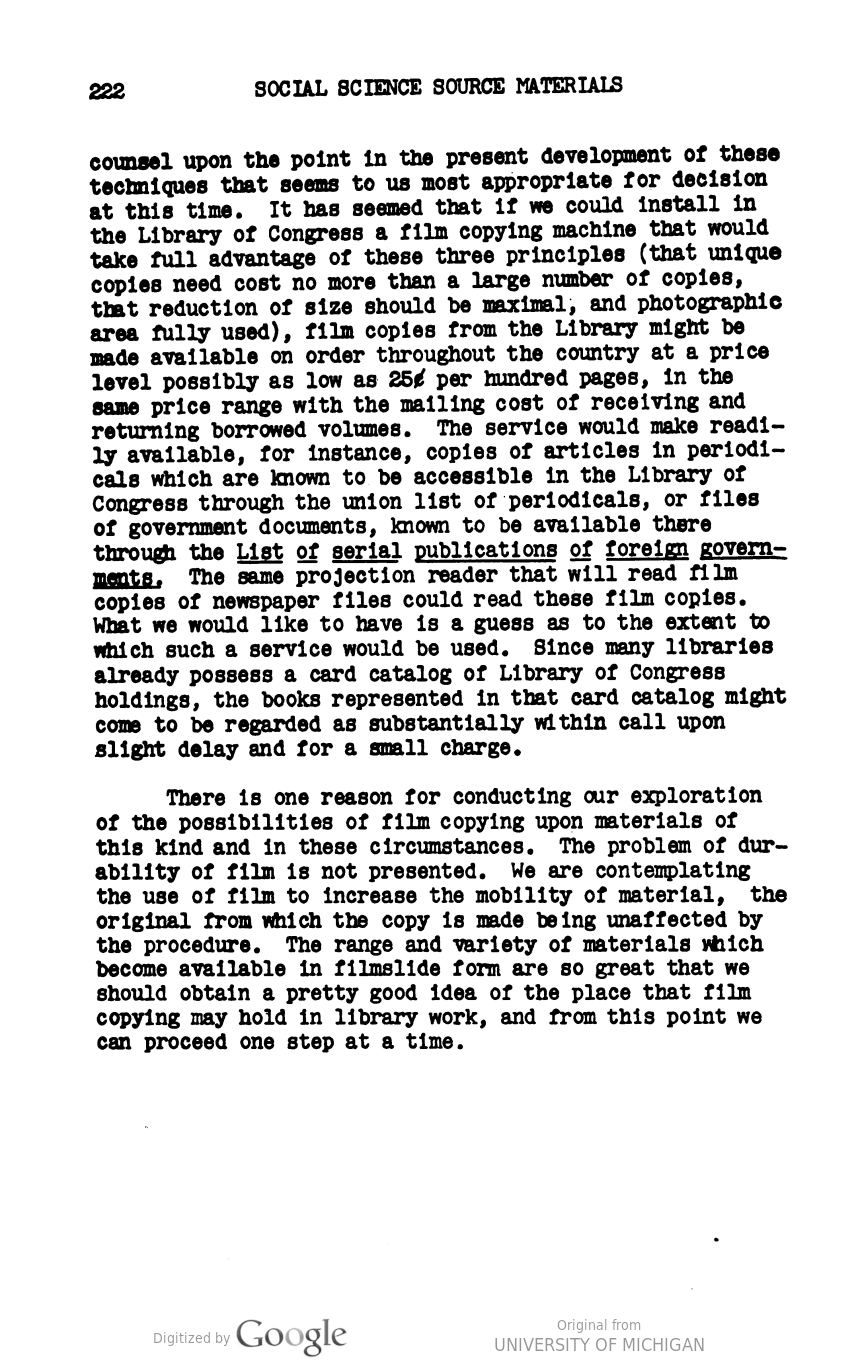 222 SOCIAL SCIENCE SOURCE MATERIALS
counsel upon the point in the present development of these
techniques that seems to us most appropriate for decision
at this time. It has seemed that if we could install in
the Library of Congress a film copying machine that would
take full advantage of these three principles (that unique
copies need cost no more than a large number of copies,
that reduction of size should be maximal, and photographic
area fully used), film copies from the Library might be
made available on order throughout the country at a price
level possibly as low as 25¢ per hundred pages, in the
same price range with the mailing cost of receiving and
returning borrowed volumes. The service would make readi-
ly available, for instance, copies of articles in periodi-
cals which are known to be accessible in the Library of
Congress through the union list of periodicals, or files
of government documents, known to be available there
through the List of serial publications of foreign govern-
ments. The same projection reader that will read film
copies of newspaper files could read these film copies.
What we would like to have is a guess as to the extent to
which such a service would be used. Since many libraries
already possess a card catalog of Library of Congress
holdings, the books represented in that card catalog might
come to be regarded as substantially within call upon
slight delay and for a small charge.
There is one reason for conducting our exploration
of the possibilities of film copying upon materials of
this kind and in these circumstances. The problem of dur-
ability of film is not presented. We are contemplating
the use of film to increase the mobility of material, the
original from which the copy is made being unaffected by
the procedure. The range and variety of materials which
become available in filmslide form are so great that we
should obtain a pretty good idea of the place that film
copying may hold in library work, and from this point we
can proceed one step at a time.
Digitized by Google
Original from
UNIVERSITY OF MICHIGAN